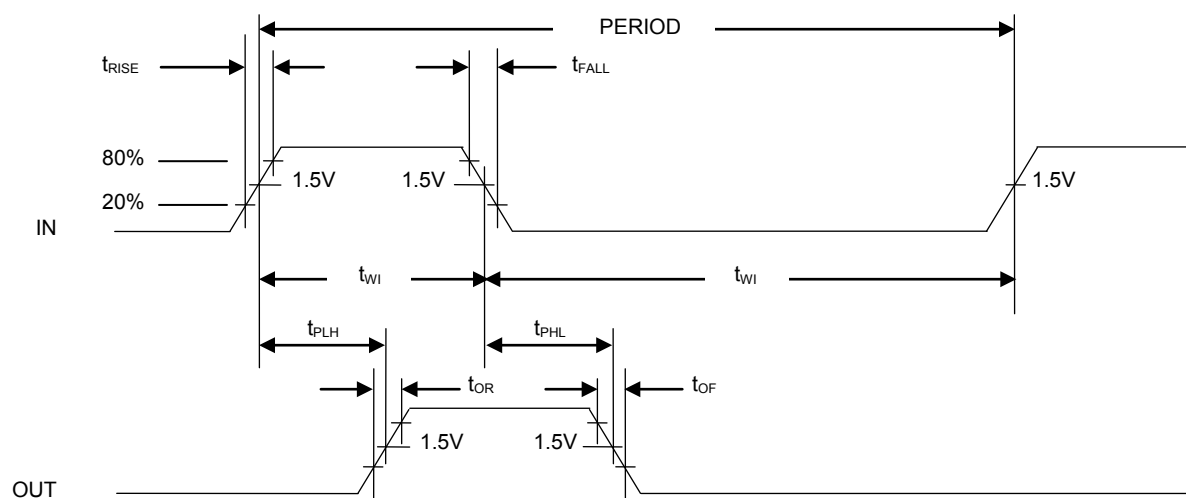 PERIOD
tRISE
tFALL
80%
1.5V
1.5V
1.5V
20%
IN
tWI
tWI
tPLH
tPHL
tOR
tOF
1.5V
1.5V
OUT